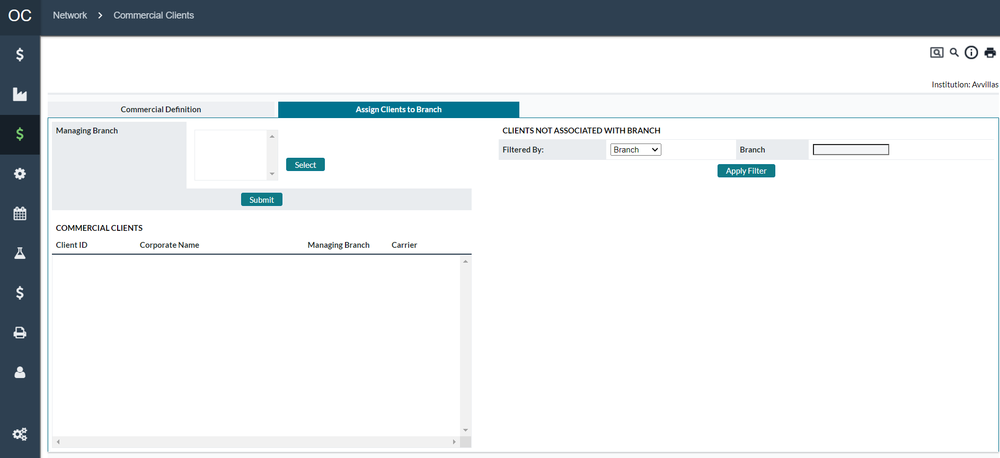 OC
Network
Commercial Clients
Institution: Avvillas
Commercial Definition
Assign Clients to Branch
Managing Branch
Select
Submit
CLIENTS NOT ASSOCIATED WITH BRANCH
Filtered By:
Branch
Branch
Apply Filter
COMMERCIAL CLIENTS
Client ID
Corporate Name
Managing Branch
Carrier